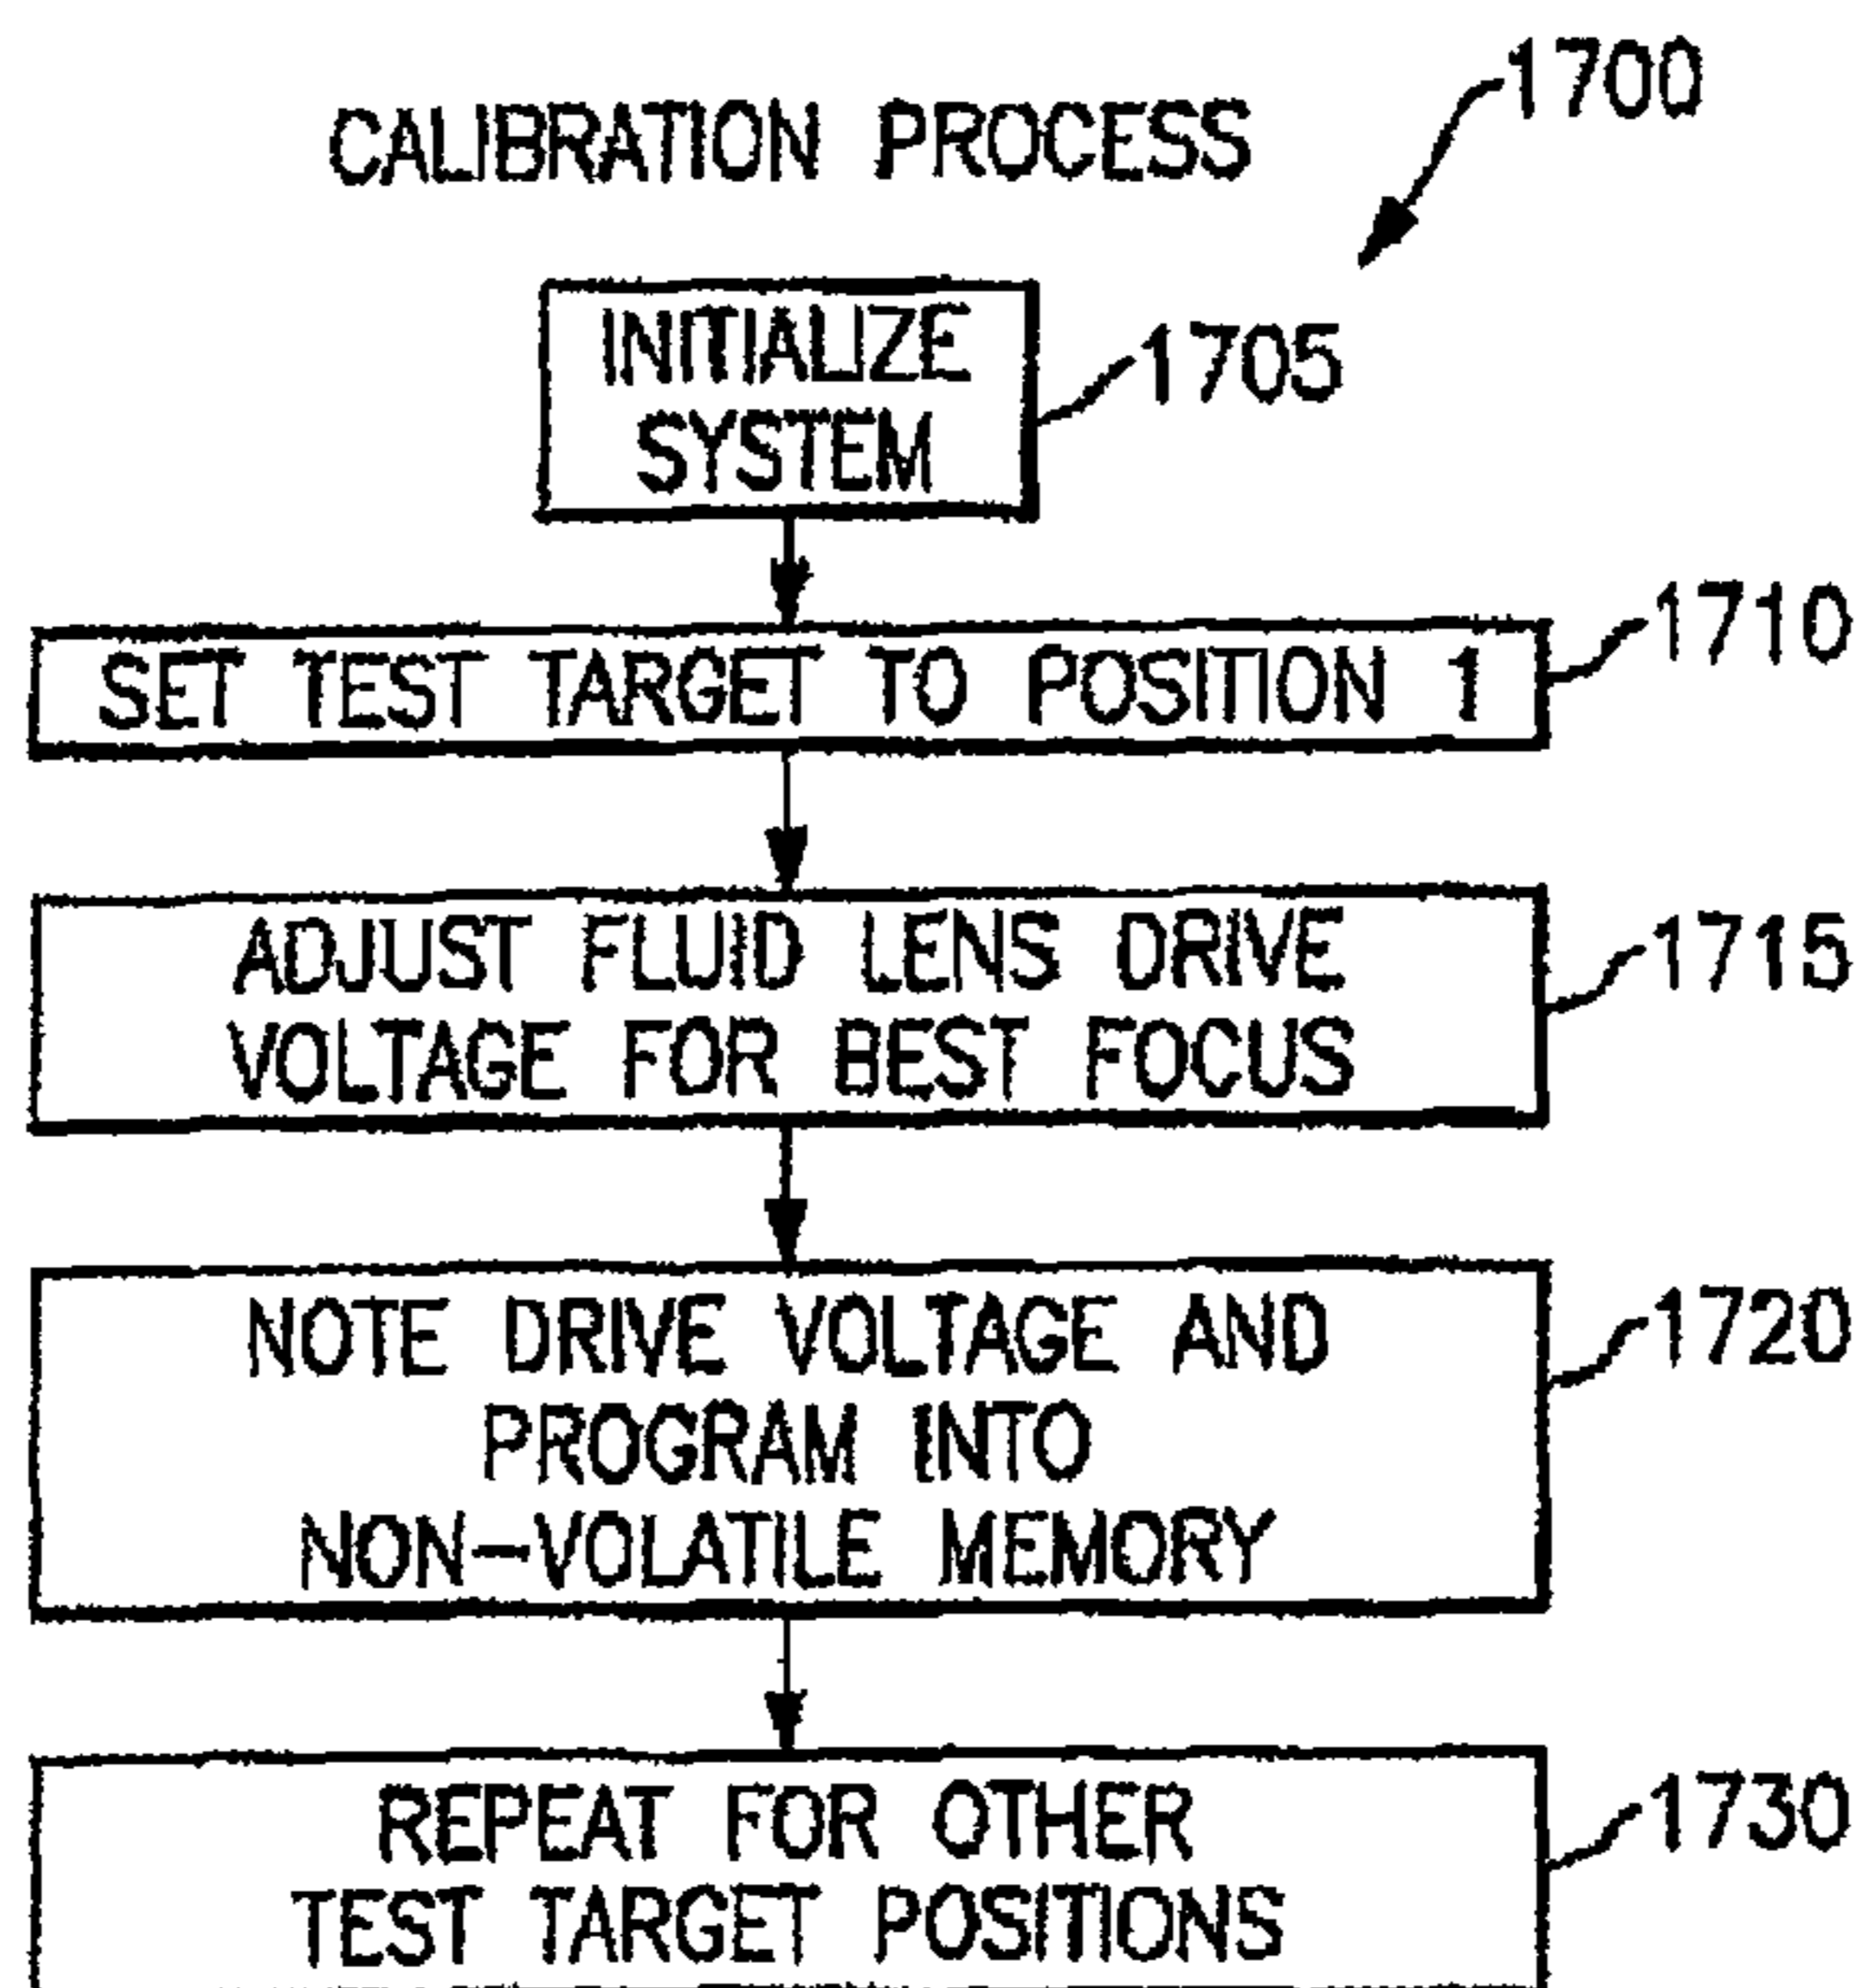 1700
CALIBRATION PROCESS
INITIALIZE
SYSTEM
1705
SET TEST TARGET TO POSITION 1
1710
ADJUST FLUID LENS DRIVE
VOLTAGE FOR BEST FOCUS
1715
NOTE DRIVE VOLTAGE AND
PROGRAM INTO
NON-VOLATILE MEMORY
1720
REPEAT FOR OTHER
TEST TARGET POSITIONS
1730